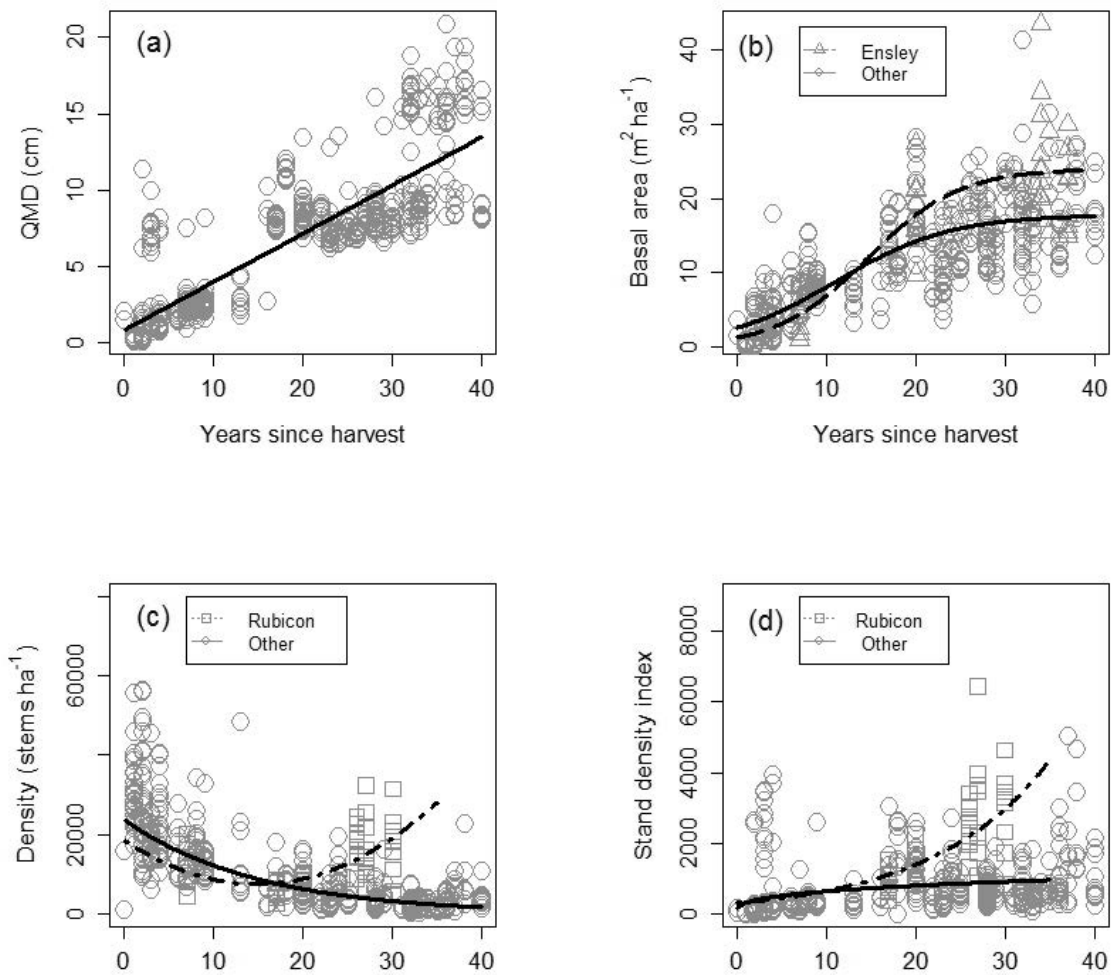 (a)
QMD (cm)
20
15
10
5
0
0 10 20 30 40
Years since harvest
(b)
Ensley
Other
Basal area (m² ha⁻¹)
40
30
20
10
0
0 10 20 30 40
Years since harvest
(c)
Rubicon
Other
Density (stems ha⁻¹)
60000
20000
0
0 10 20 30 40
(d)
Rubicon
Other
Stand density index
8000
6000
4000
2000
0
0 10 20 30 40